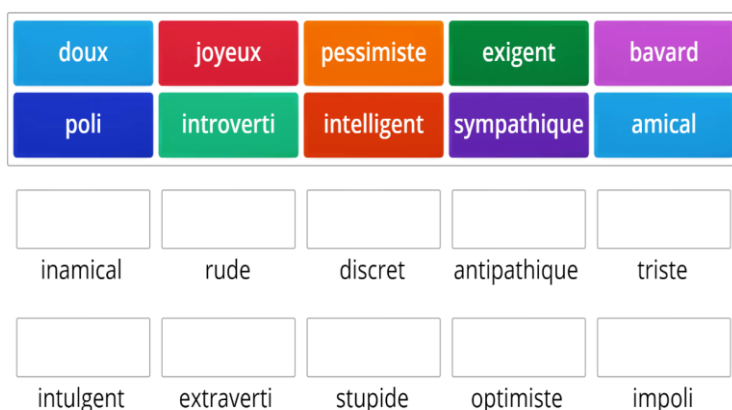 doux joyeux pessimiste exigent bavard
poli introverti intelligent sympathique amical
inamical rude discret antipathique triste
intulgent extraverti stupide optimiste impoli